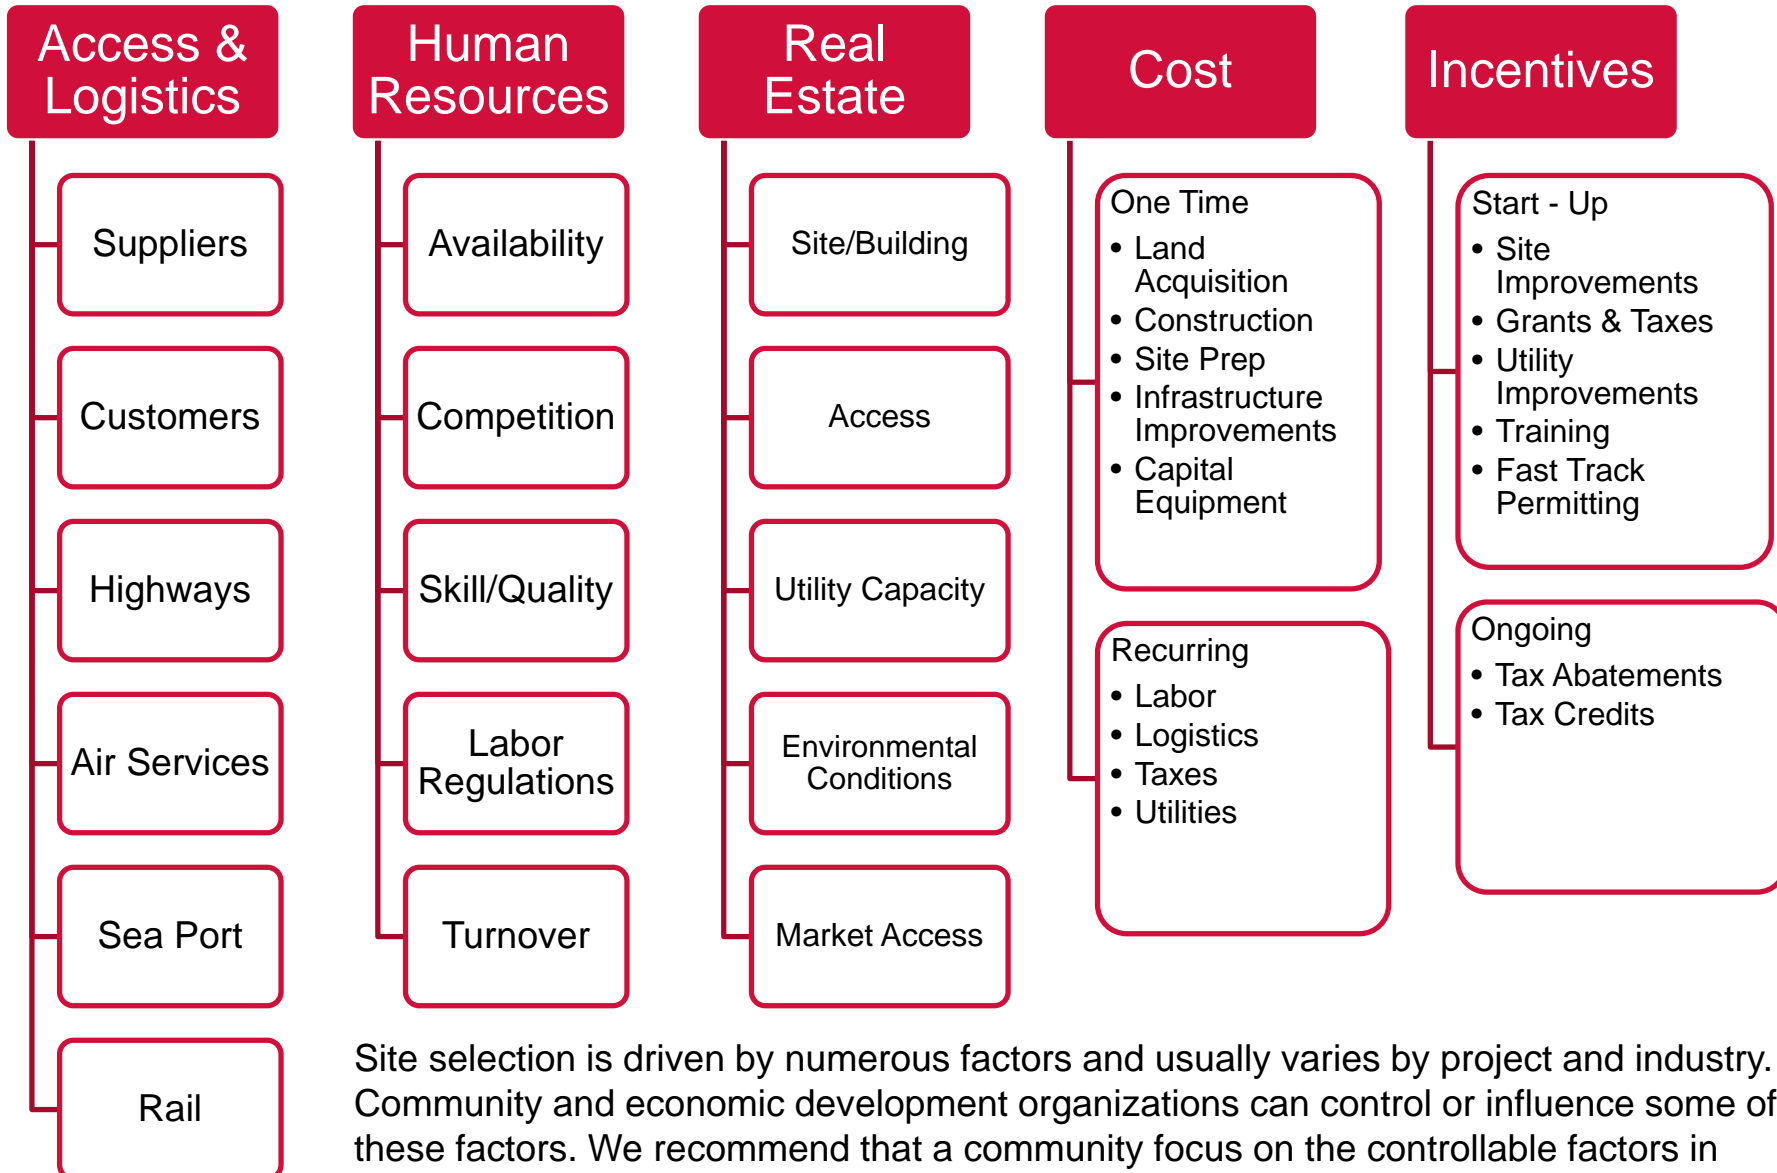 Access &
Logistics
Suppliers
Customers
Highways
Air Services
Sea Port
Rail
Human
Resources
Availability
Competition
Skill/Quality
Labor
Regulations
Turnover
Real
Estate
Site/Building
Access
Utility Capacity
Environmental
Conditions
Market Access
Cost
One Time
• Land
Acquisition
• Construction
• Site Prep
• Infrastructure
Improvements
• Capital
Equipment
Recurring
• Labor
• Logistics
• Taxes
• Utilities
Incentives
Start - Up
• Site
Improvements
• Grants & Taxes
• Utility
Improvements
• Training
• Fast Track
Permitting
Ongoing
• Tax Abatements
• Tax Credits
Site selection is driven by numerous factors and usually varies by project and industry.
Community and economic development organizations can control or influence some of
these factors. We recommend that a community focus on the controllable factors in